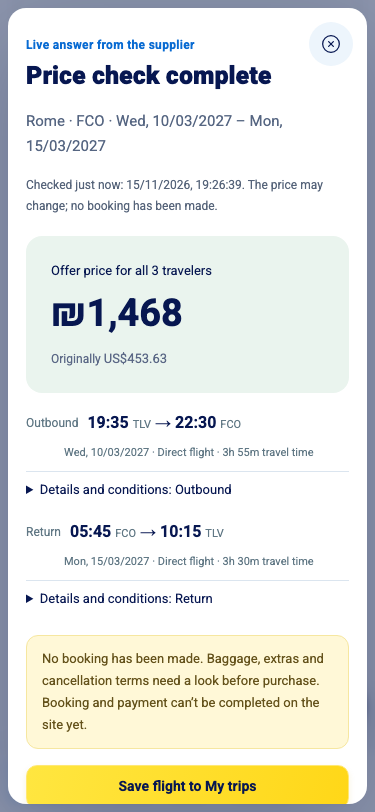 Live answer from the supplier
Price check complete
Rome · FCO · Wed, 10/03/2027 – Mon,
15/03/2027
Checked just now: 15/11/2026, 19:26:39. The price may
change; no booking has been made.
Offer price for all 3 travelers
₪1,468
Originally US$453.63
Outbound 19:35 TLV → 22:30 FCO
Wed, 10/03/2027 · Direct flight · 3h 55m travel time
▶ Details and conditions: Outbound
Return 05:45 FCO → 10:15 TLV
Mon, 15/03/2027 · Direct flight · 3h 30m travel time
▶ Details and conditions: Return
No booking has been made. Baggage, extras and
cancellation terms need a look before purchase.
Booking and payment can’t be completed on the
site yet.
Save flight to My trips